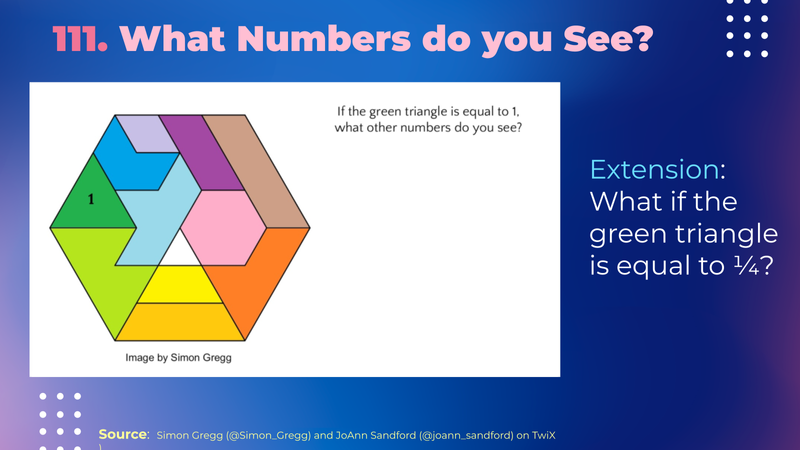 111. What Numbers do you See?
If the green triangle is equal to 1,
what other numbers do you see?
1
Image by Simon Gregg
Extension:
What if the
green triangle
is equal to ¼?
Source: Simon Gregg (@Simon_Gregg) and JoAnn Sandford (@joann_sandford) on TwiX
)